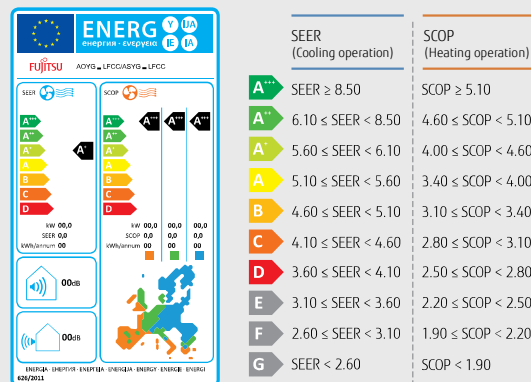 ENERG Y UA
енергия · ενεργεια IE IA
FUJITSU AOYG LFCC/ASYG LFCC
SEER SCOP
A+++ A+++ A+++ A+++ A+++
A++ A++
A+ A+ A+
A A
B B
C C
D D
kW 00,0 kW 00,0 00,0 00,0
SEER 0,0 SCOP 0,0 0,0 0,0
kWh/annum 00 kWh/annum 00 00 00
00dB
00dB
ENERGIA · ЕНЕРГИЯ · ΕΝΕΡΓΕΙΑ · ENERGIJA · ENERGY · ENERGIE · ENERGI
626/2011
SEER SCOP
(Cooling operation) (Heating operation)
A+++ SEER ≥ 8.50 SCOP ≥ 5.10
A++ 6.10 ≤ SEER < 8.50 4.60 ≤ SCOP < 5.10
A+ 5.60 ≤ SEER < 6.10 4.00 ≤ SCOP < 4.60
A 5.10 ≤ SEER < 5.60 3.40 ≤ SCOP < 4.00
B 4.60 ≤ SEER < 5.10 3.10 ≤ SCOP < 3.40
C 4.10 ≤ SEER < 4.60 2.80 ≤ SCOP < 3.10
D 3.60 ≤ SEER < 4.10 2.50 ≤ SCOP < 2.80
E 3.10 ≤ SEER < 3.60 2.20 ≤ SCOP < 2.50
F 2.60 ≤ SEER < 3.10 1.90 ≤ SCOP < 2.20
G SEER < 2.60 SCOP < 1.90